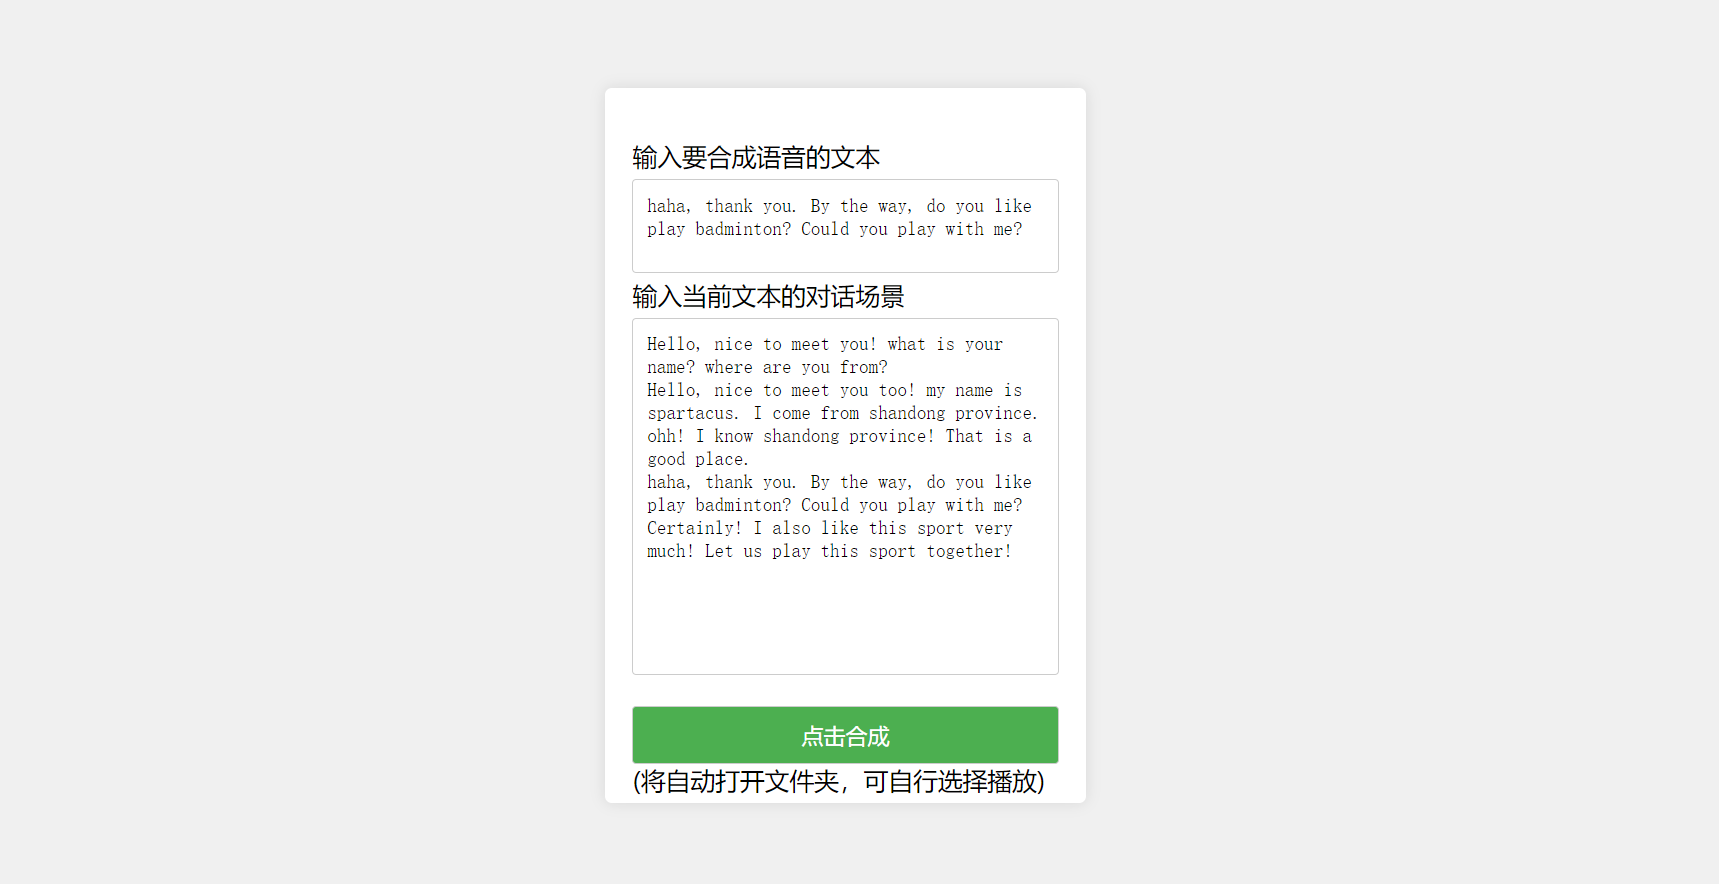 输入要合成语音的文本
haha, thank you. By the way, do you like
play badminton? Could you play with me?
输入当前文本的对话场景
Hello, nice to meet you! what is your
name? where are you from?
Hello, nice to meet you too! my name is
spartacus. I come from shandong province.
ohh! I know shandong province! That is a
good place.
haha, thank you. By the way, do you like
play badminton? Could you play with me?
Certainly! I also like this sport very
much! Let us play this sport together!
点击合成
(将自动打开文件夹，可自行选择播放)